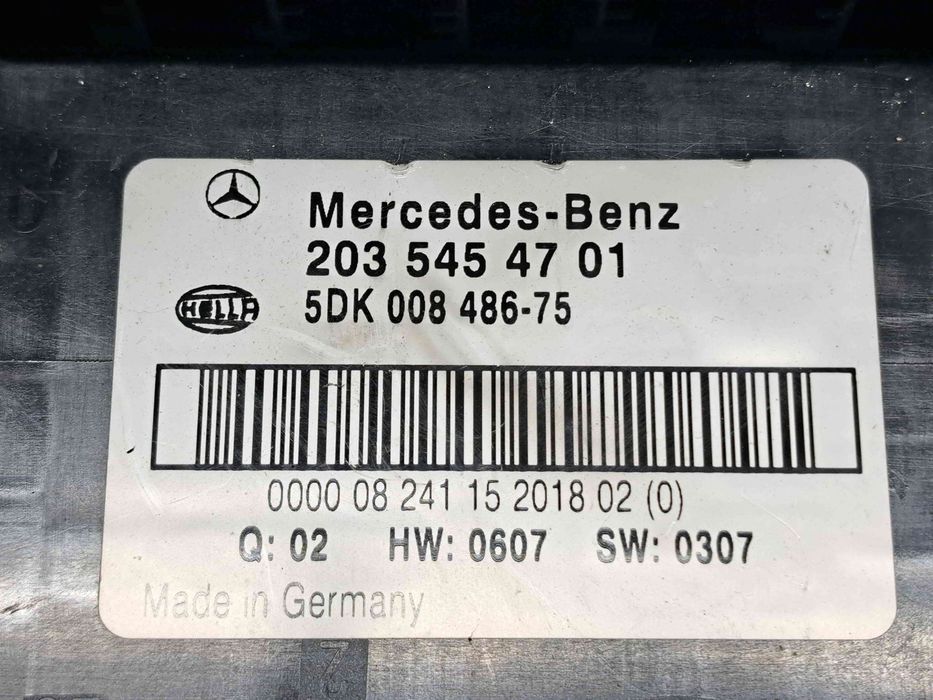 Mercedes-Benz
203 545 47 01
HELLA
5DK 008 486-75
0000 08 241 15 2018 02 (0)
Q: 02 HW: 0607 SW: 0307
Made in Germany
7